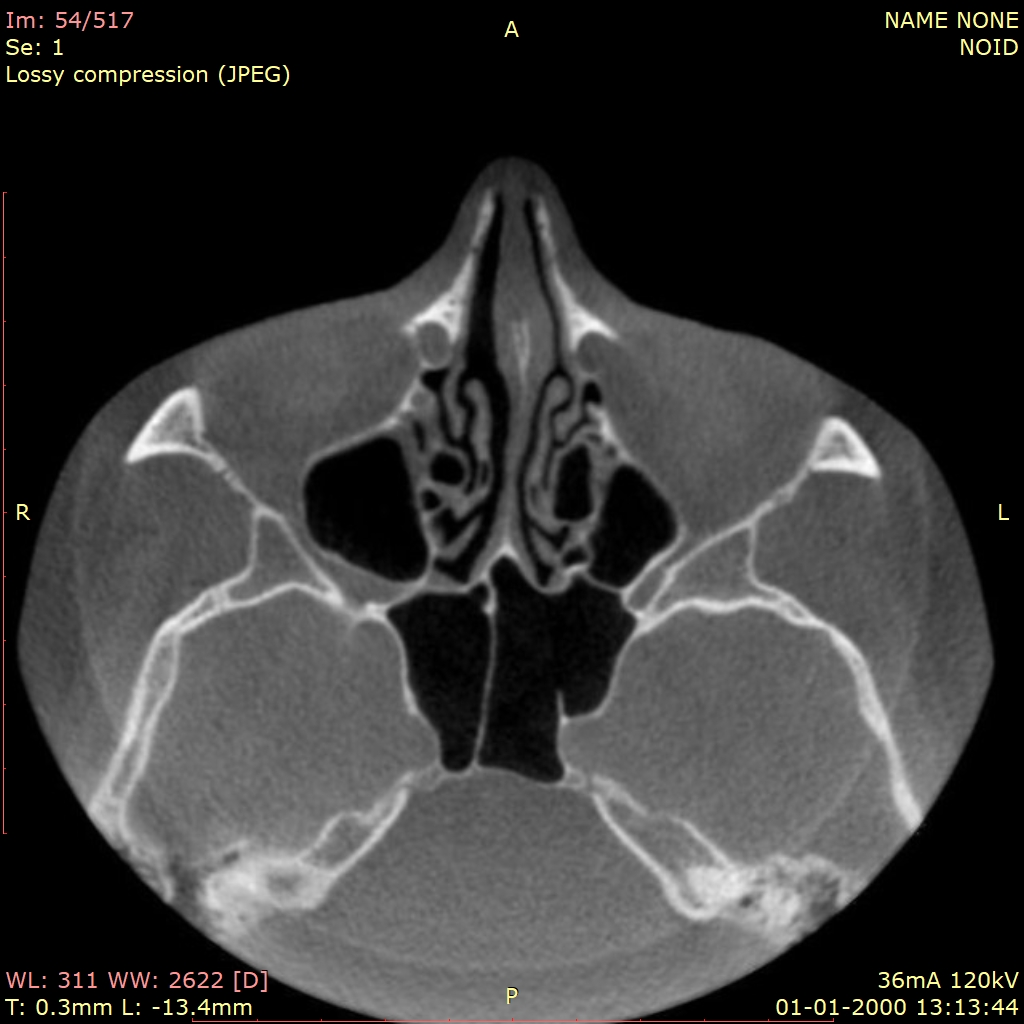 Im: 54/517
Se: 1
Lossy compression (JPEG)
A
NAME NONE
NOID
R
L
WL: 311 WW: 2622 [D]
T: 0.3mm L: -13.4mm
P
36mA 120kV
01-01-2000 13:13:44